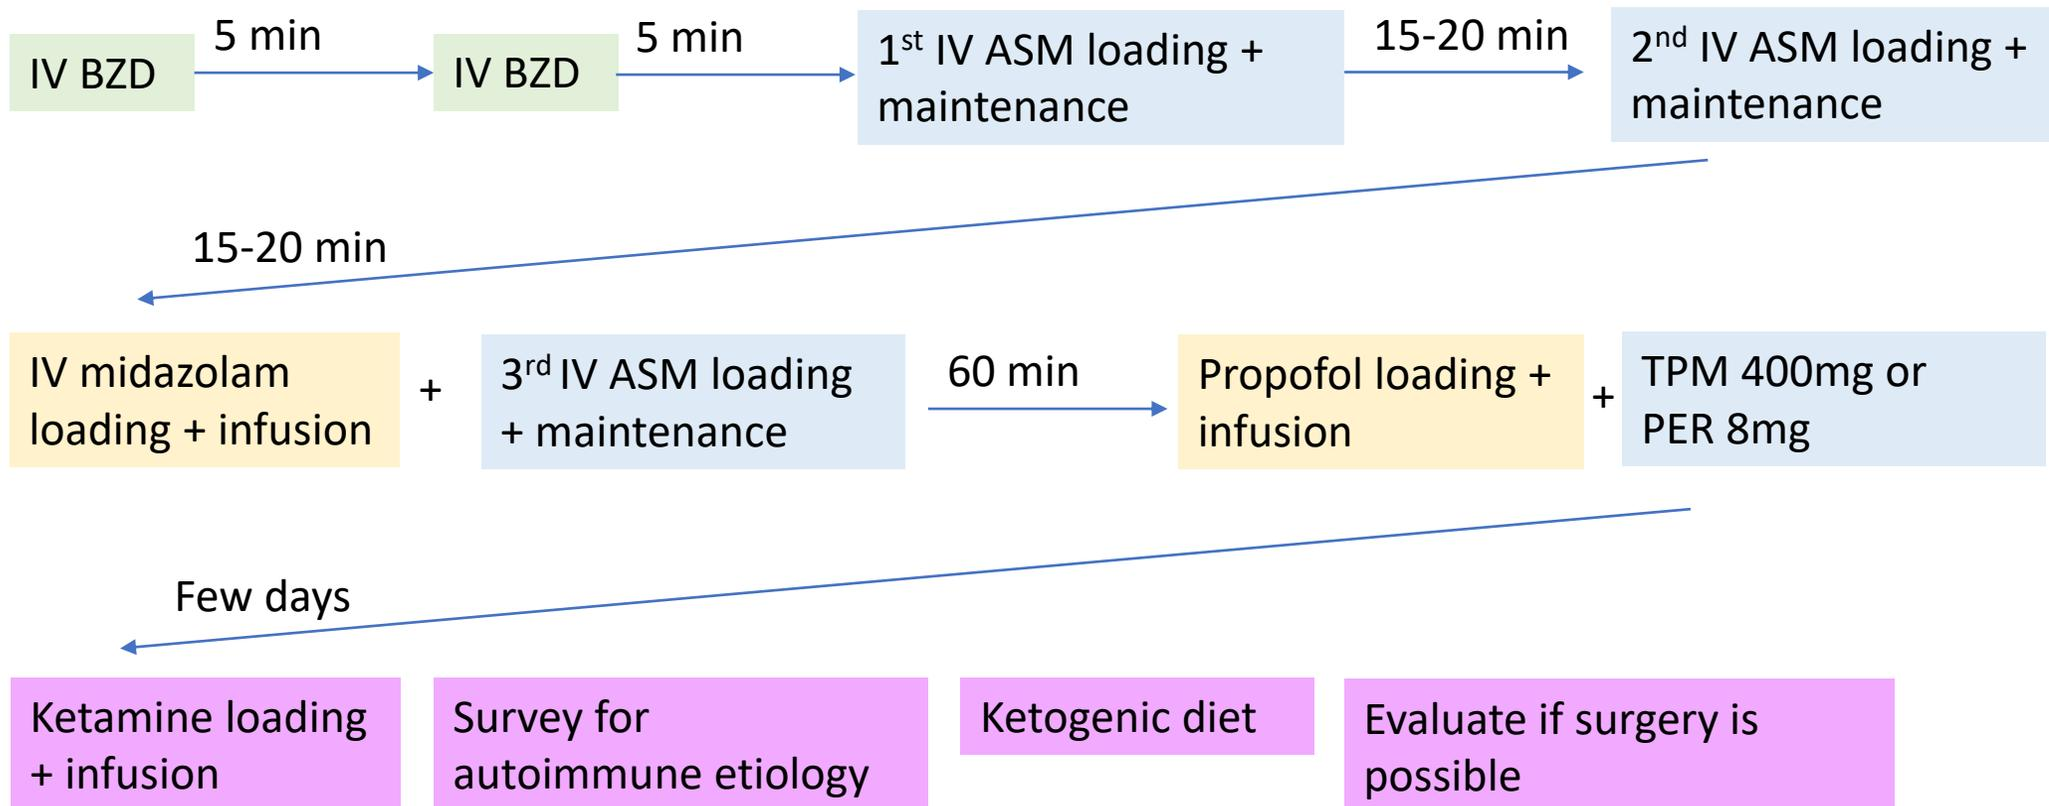 5 min
5 min
15-20 min
IV BZD
IV BZD
1st IV ASM loading +
maintenance
2nd IV ASM loading +
maintenance
15-20 min
IV midazolam
loading + infusion
+
3rd IV ASM loading
+ maintenance
60 min
Propofol loading +
infusion
+
TPM 400mg or
PER 8mg
Few days
Ketamine loading
+ infusion
Survey for
autoimmune etiology
Ketogenic diet
Evaluate if surgery is
possible